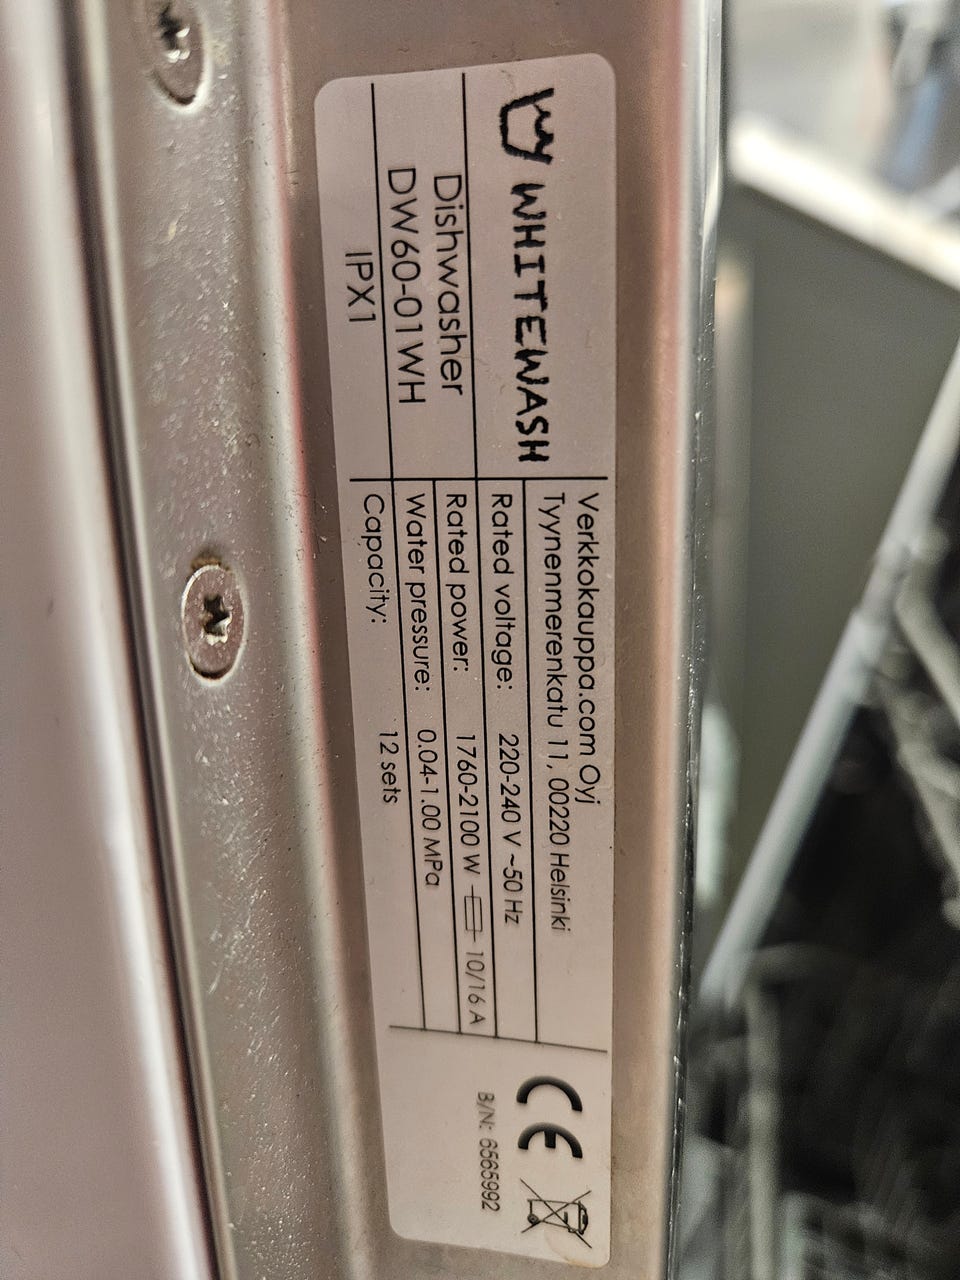 WHITEWASH
Dishwasher
DW60-01WH
IPX1
Verkkokauppa.com Oyj
Tyynenmerenkatu 11, 00220 Helsinki
Rated voltage: 220-240 V ~50 Hz
Rated power: 1760-2100 W 10/16 A
Water pressure: 0.04-1.00 MPa
Capacity: 12 sets
CE
B/N: 6565992